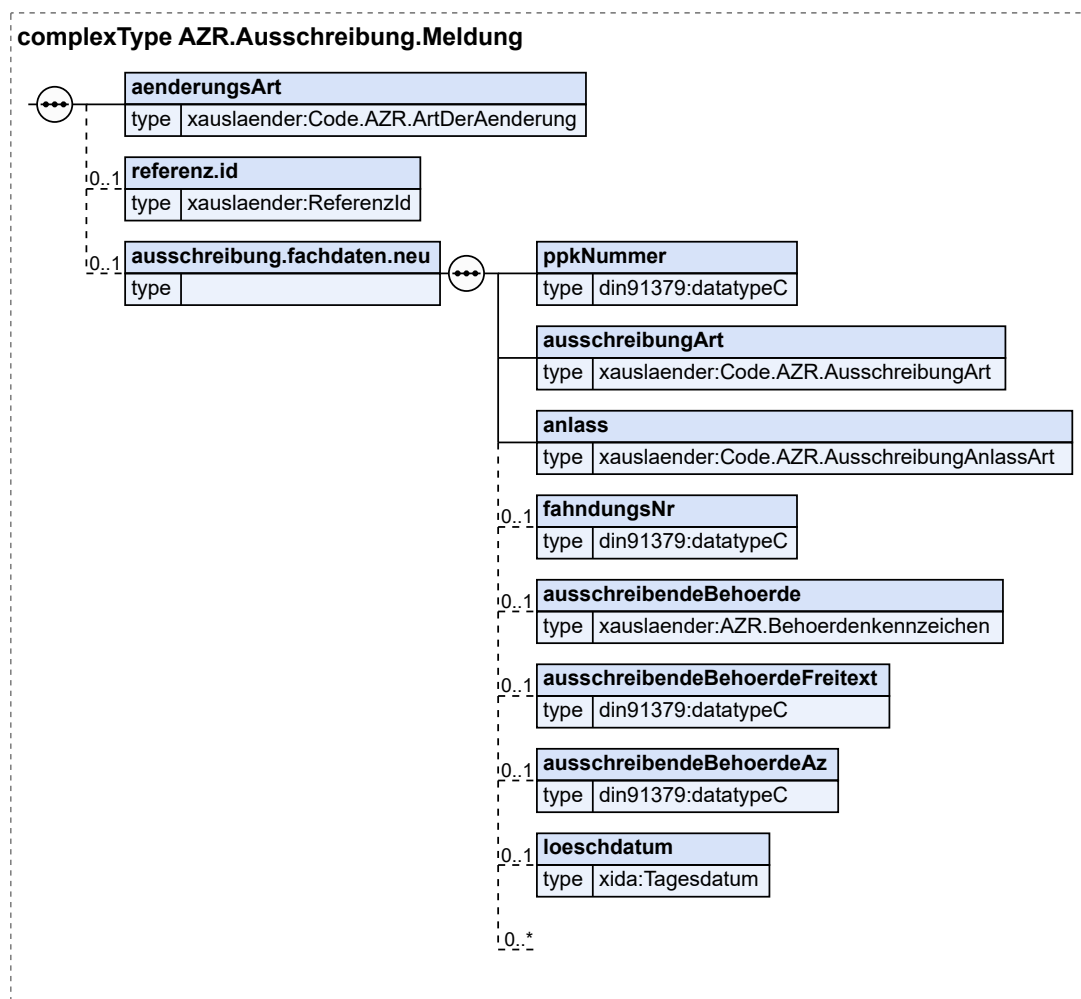 complexType AZR.Ausschreibung.Meldung
aenderungsArt
type xauslaender:Code.AZR.ArtDerAenderung
0..1 referenz.id
type xauslaender:ReferenzId
0..1 ausschreibung.fachdaten.neu
type
ppkNummer
type din91379:datatypeC
ausschreibungArt
type xauslaender:Code.AZR.AusschreibungArt
anlass
type xauslaender:Code.AZR.AusschreibungAnlassArt
0..1 fahndungsNr
type din91379:datatypeC
0..1 ausschreibendeBehoerde
type xauslaender:AZR.Behoerdenkennzeichen
0..1 ausschreibendeBehoerdeFreitext
type din91379:datatypeC
0..1 ausschreibendeBehoerdeAz
type din91379:datatypeC
0..1 loeschdatum
type xida:Tagesdatum
0..*